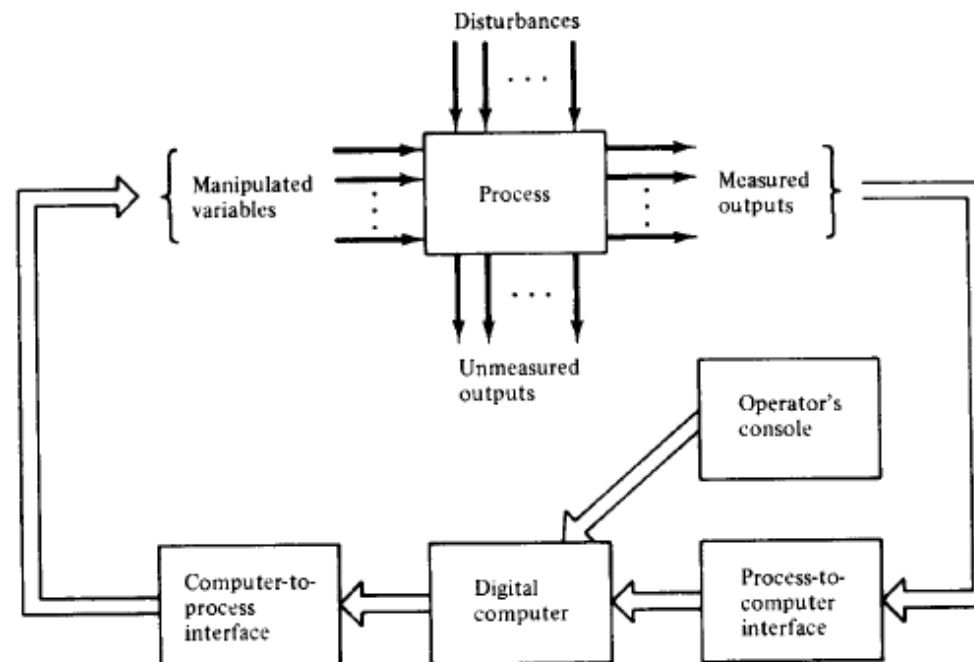 Disturbances
Manipulated
variables
Process
Measured
outputs
Unmeasured
outputs
Operator's
console
Computer-to-
process
interface
Digital
computer
Process-to-
computer
interface